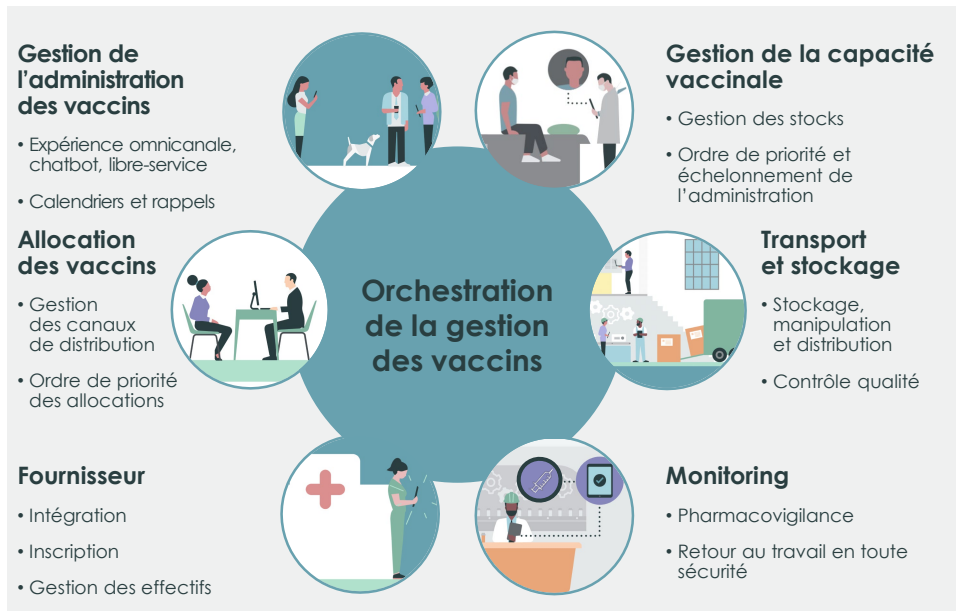 Gestion de
l'administration
des vaccins
• Expérience omnicanale,
chatbot, libre-service
• Calendriers et rappels
Gestion de la capacité
vaccinale
• Gestion des stocks
• Ordre de priorité et
échelonnement de
l'administration
Allocation
des vaccins
• Gestion
des canaux
de distribution
• Ordre de priorité
des allocations
Orchestration
de la gestion
des vaccins
Transport
et stockage
• Stockage,
manipulation
et distribution
• Contrôle qualité
Fournisseur
• Intégration
• Inscription
• Gestion des effectifs
Monitoring
• Pharmacovigilance
• Retour au travail en toute
sécurité